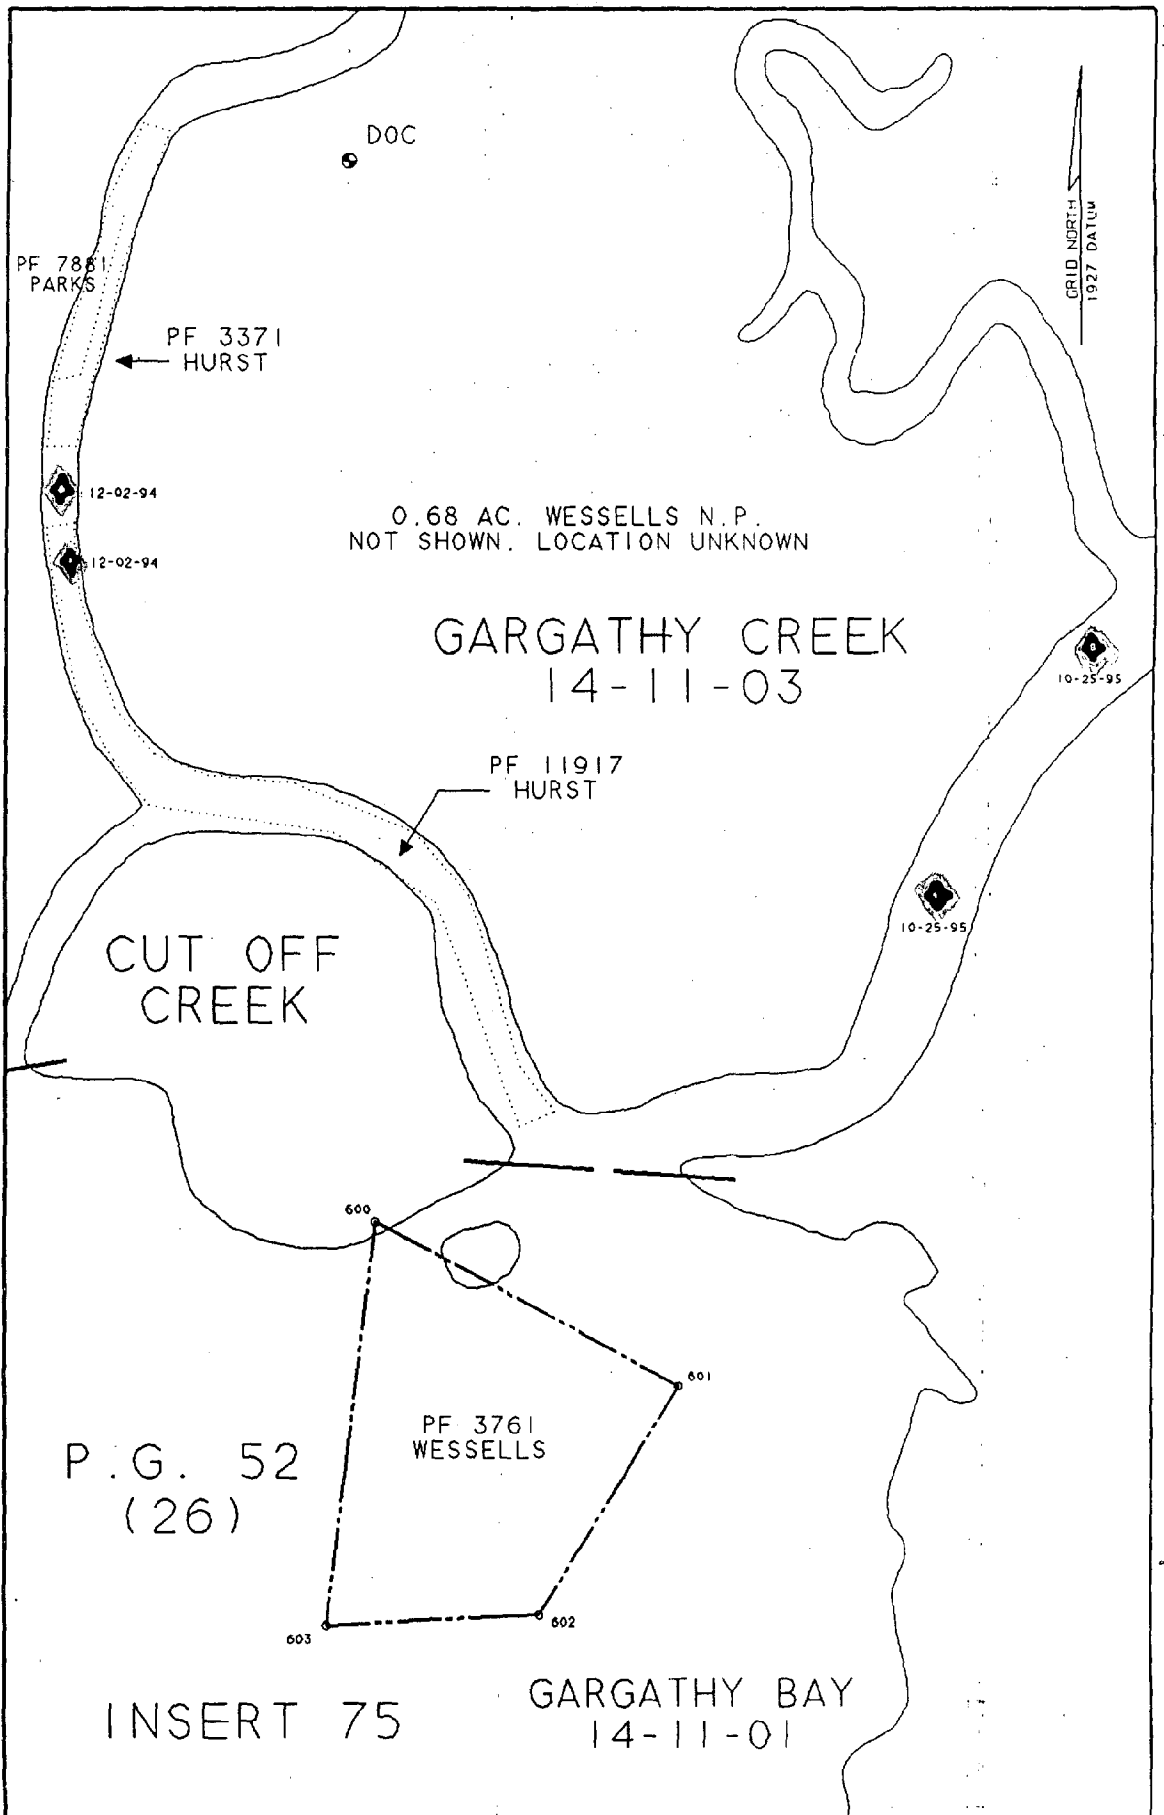 DOC
GRID NORTH
1927 DATUM
PF 7881
PARKS
PF 3371
HURST
12-02-94
12-02-94
0.68 AC. WESSELLS N.P.
NOT SHOWN. LOCATION UNKNOWN
GARGATHY CREEK
14-11-03
10-25-95
PF 11917
HURST
10-25-95
CUT OFF
CREEK
600
601
PF 3761
WESSELLS
P.G. 52
(26)
602
603
INSERT 75
GARGATHY BAY
14-11-01